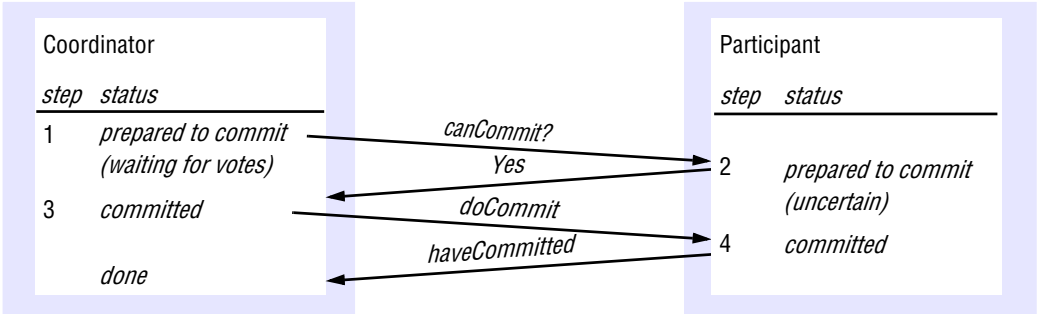 Coordinator
step status
1 prepared to commit
(waiting for votes)
3 committed
done
canCommit?
Yes
doCommit
haveCommitted
Participant
step status
2 prepared to commit
(uncertain)
4 committed